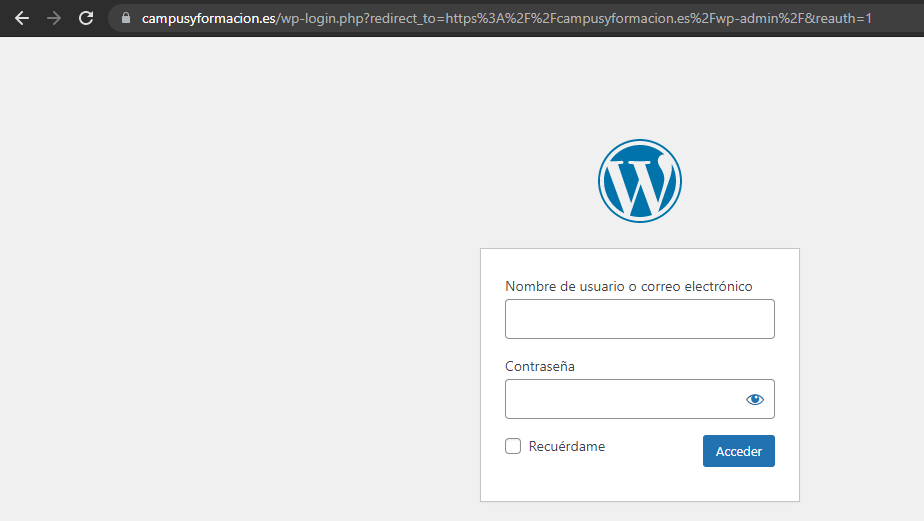 campusyformacion.es/wp-login.php?redirect_to=https%3A%2F%2Fcampusyformacion.es%2Fwp-admin%2F&reauth=1
Nombre de usuario o correo electrónico
Contraseña
Recuérdame Acceder